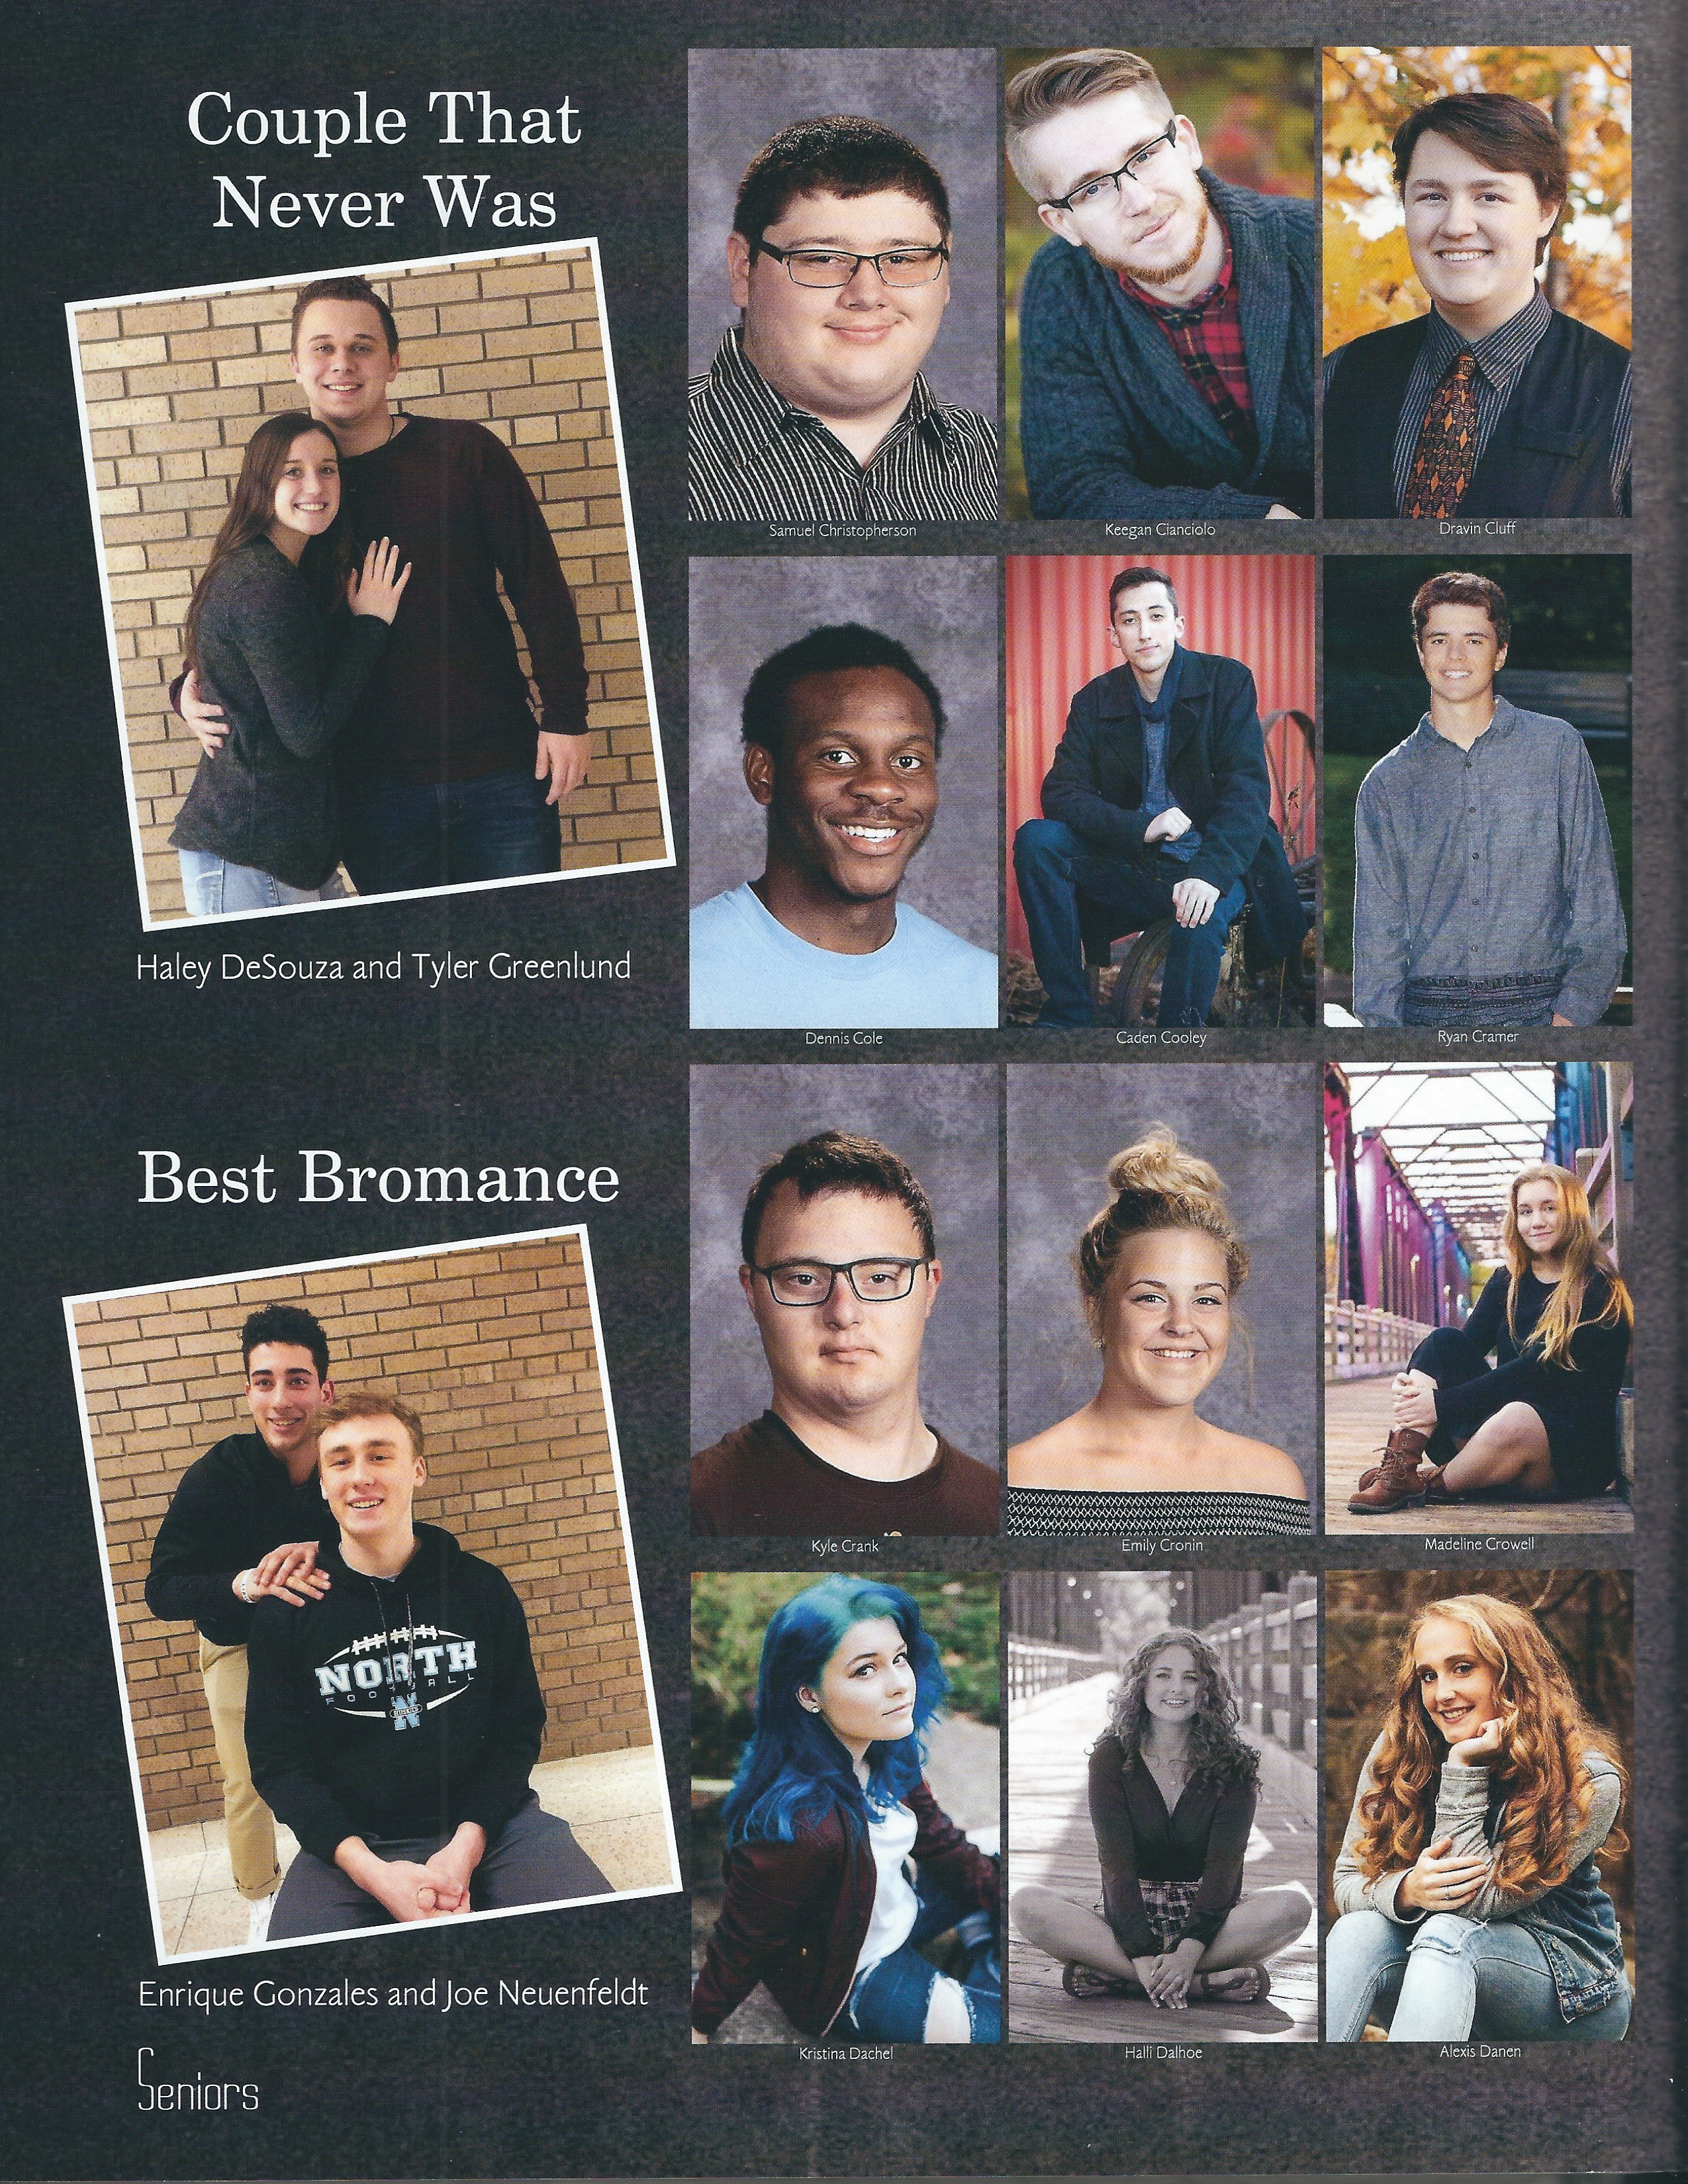 Couple That
Never Was
Haley DeSouza and Tyler Greenlund
Best Bromance
NORTH
FOOTBALL
N
HUSKIES
Enrique Gonzales and Joe Neuenfeldt
Seniors
Samuel Christopherson
Keegan Cianciolo
Dravin Cluff
Dennis Cole
Caden Cooley
Ryan Cramer
Kyle Crank
Emily Cronin
Madeline Crowell
Kristina Dachel
Halli Dalhoe
Alexis Danen